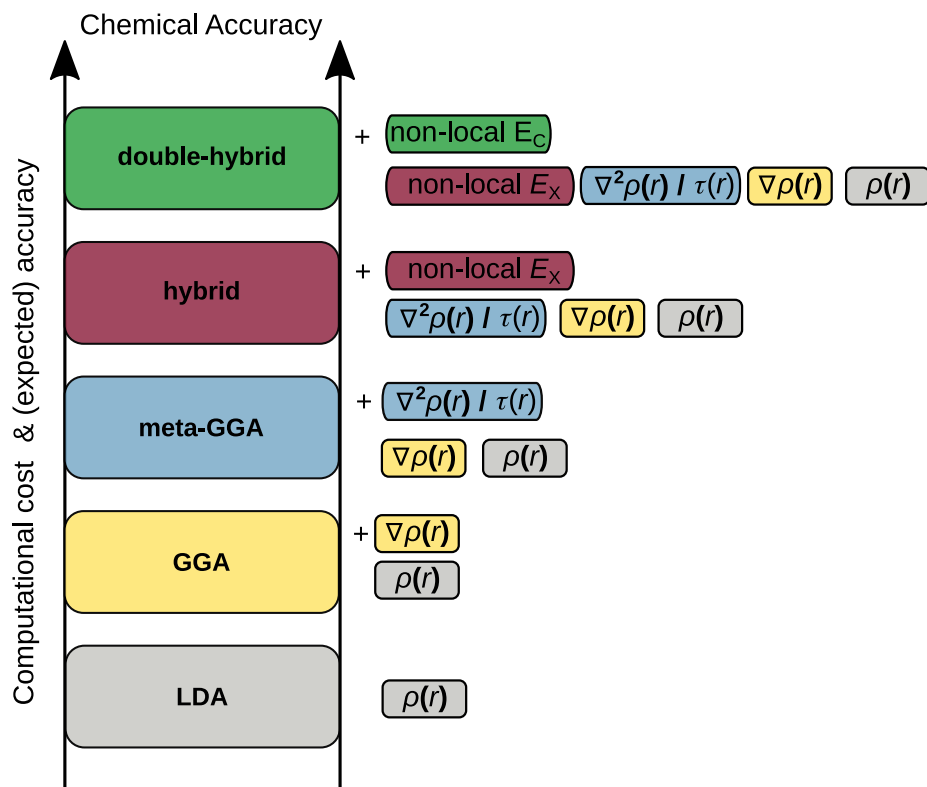 Chemical Accuracy
Computational cost & (expected) accuracy
double-hybrid
+ non-local E_C
non-local E_X ∇²ρ(r) / τ(r) ∇ρ(r) ρ(r)
hybrid
+ non-local E_X
∇²ρ(r) / τ(r) ∇ρ(r) ρ(r)
meta-GGA
+ ∇²ρ(r) / τ(r)
∇ρ(r) ρ(r)
GGA
+ ∇ρ(r)
ρ(r)
LDA
ρ(r)